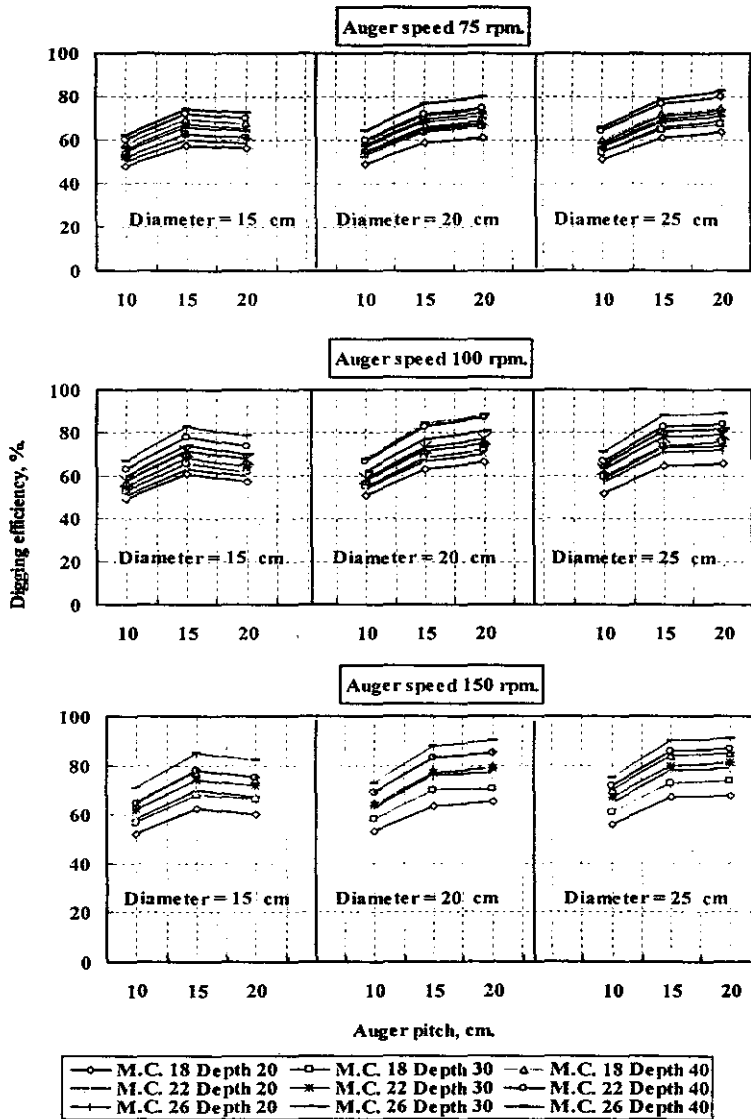 Auger speed 75 rpm.
100
80
60
40
20
0
Diameter = 15 cm
Diameter = 20 cm
Diameter = 25 cm
10 15 20 10 15 20 10 15 20
Auger speed 100 rpm.
Digging efficiency, %.
100
80
60
40
20
0
Diameter = 15 cm
Diameter = 20 cm
Diameter = 25 cm
10 15 20 10 15 20 10 15 20
Auger speed 150 rpm.
100
80
60
40
20
0
Diameter = 15 cm
Diameter = 20 cm
Diameter = 25 cm
10 15 20 10 15 20 10 15 20
Auger pitch, cm.
M.C. 18 Depth 20 M.C. 18 Depth 30 M.C. 18 Depth 40
M.C. 22 Depth 20 M.C. 22 Depth 30 M.C. 22 Depth 40
M.C. 26 Depth 20 M.C. 26 Depth 30 M.C. 26 Depth 40